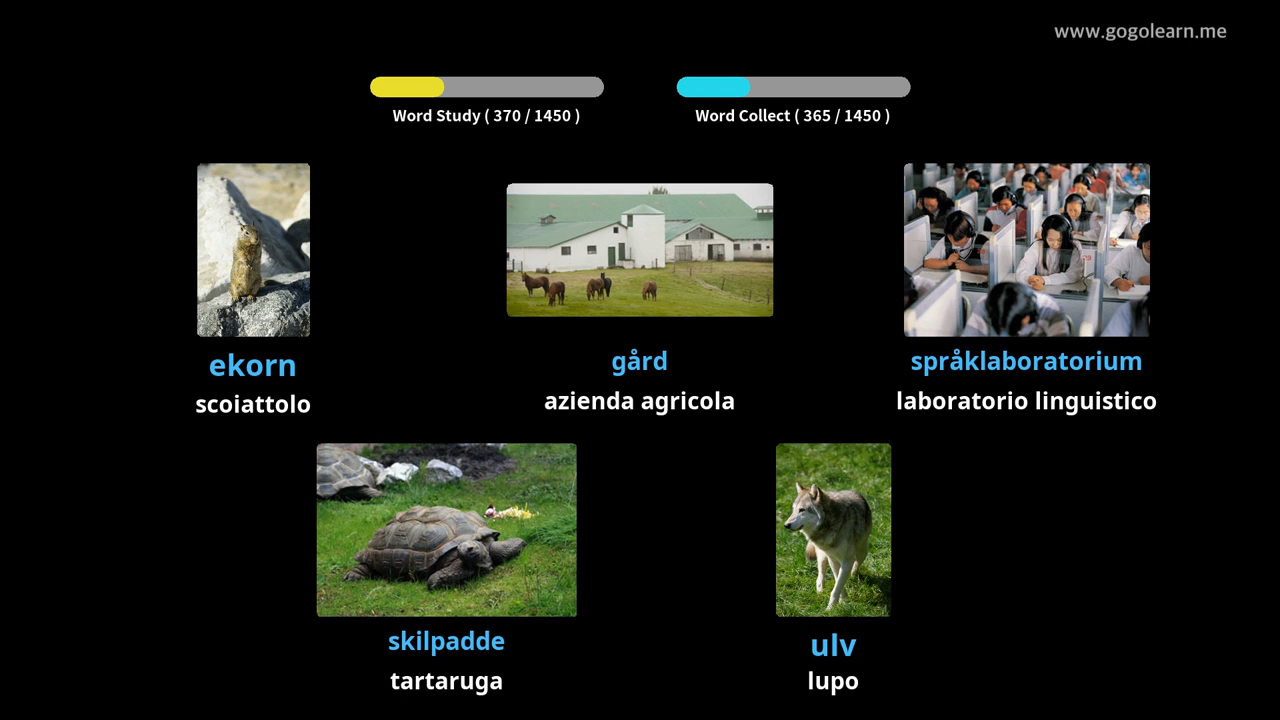 www.gogolearn.me
Word Study ( 370 / 1450 )
Word Collect ( 365 / 1450 )
ekorn
scoiattolo
gård
azienda agricola
språklaboratorium
laboratorio linguistico
skilpadde
tartaruga
ulv
lupo